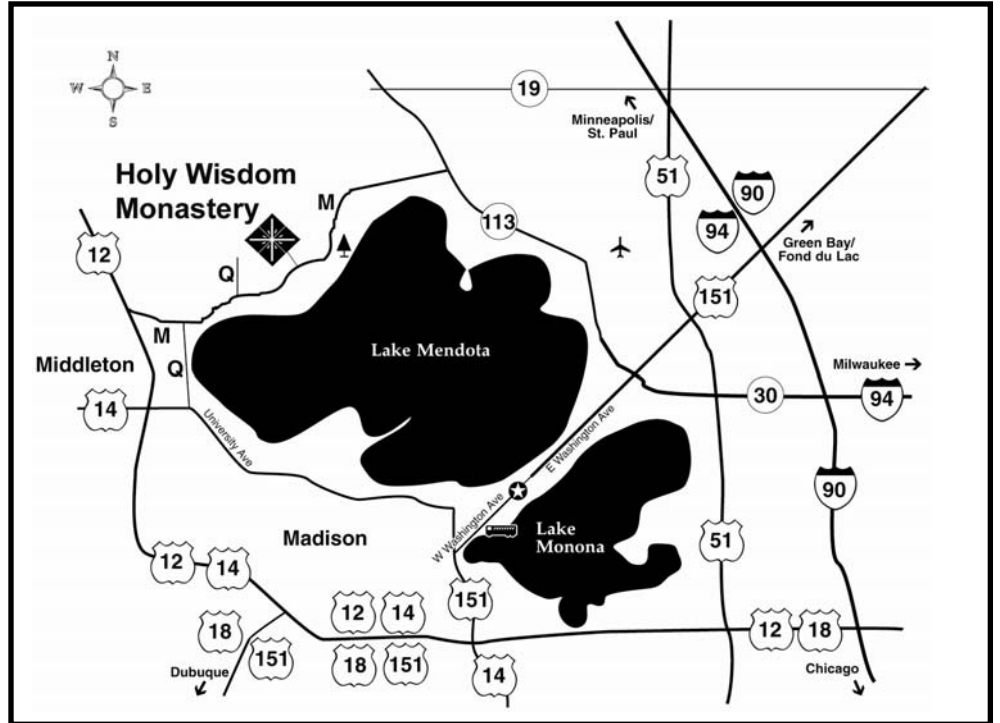 N
W E
S
19
Minneapolis/
St. Paul
51
90
94
Holy Wisdom
Monastery
M
113
12
Q
Green Bay/
Fond du Lac
151
M
Middleton
Q
Lake Mendota
Milwaukee
14
30
94
University Ave
E Washington Ave
90
W Washington Ave
Lake
Monona
Madison
51
12
14
151
12 14
18
151
18 151
12 18
14
Dubuque
Chicago